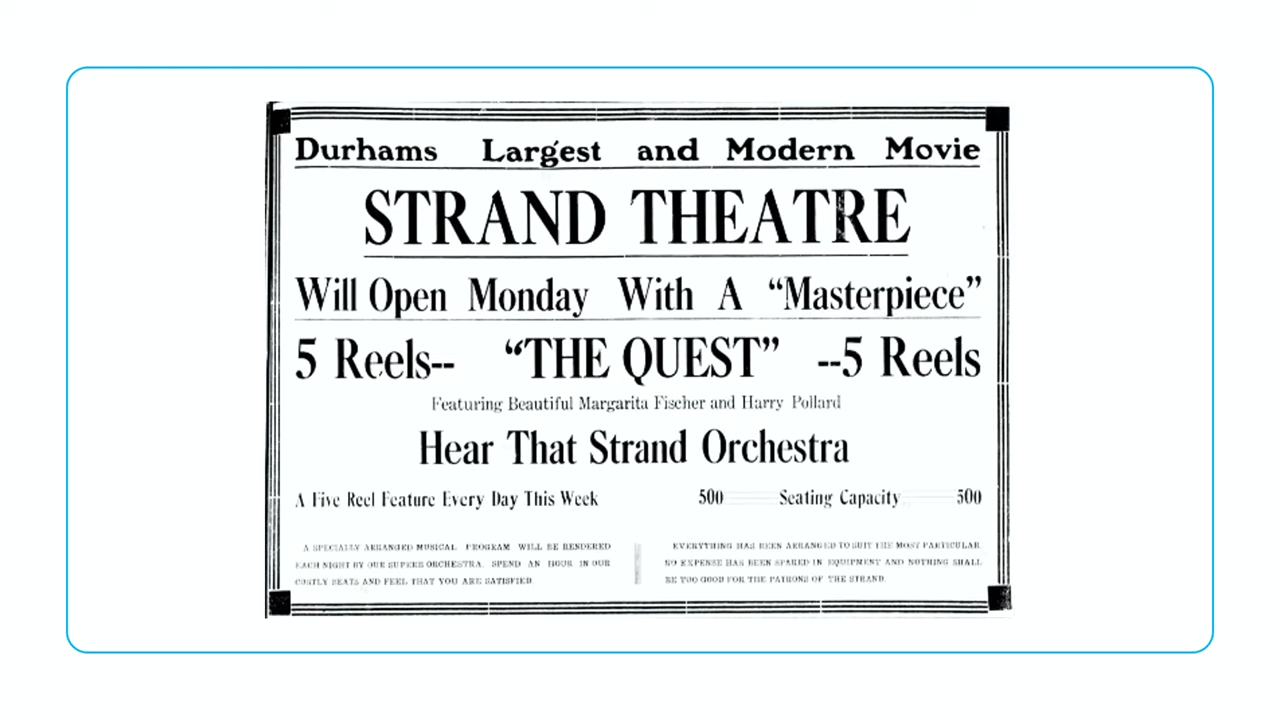 Durhams Largest and Modern Movie
STRAND THEATRE
Will Open Monday With A “Masterpiece”
5 Reels-- “THE QUEST” --5 Reels
Featuring Beautiful Margarita Fischer and Harry Pollard
Hear That Strand Orchestra
A Five Reel Feature Every Day This Week
500 Seating Capacity 500
A SPECIALLY ARRANGED MUSICAL PROGRAM WILL BE RENDERED
EACH NIGHT BY OUR SUPERB ORCHESTRA. SPEND AN HOUR IN OUR
COSTLY SEATS AND FEEL THAT YOU ARE SATISFIED.
EVERYTHING HAS BEEN ARRANGED TO SUIT THE MOST PARTICULAR.
NO EXPENSE HAS BEEN SPARED IN EQUIPMENT AND NOTHING SHALL
BE TOO GOOD FOR THE PATRONS OF THE STRAND.